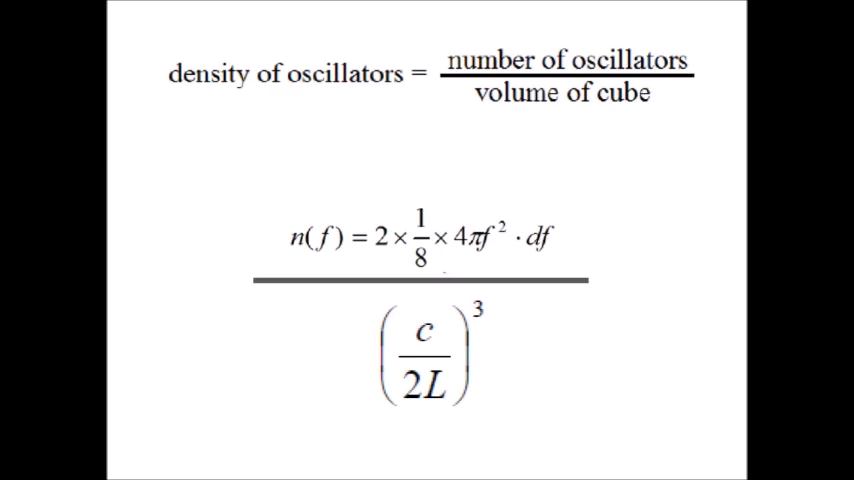 density of oscillators = number of oscillators / volume of cube
n(f) = 2 × 1/8 × 4πf² · df
(c/2L)³